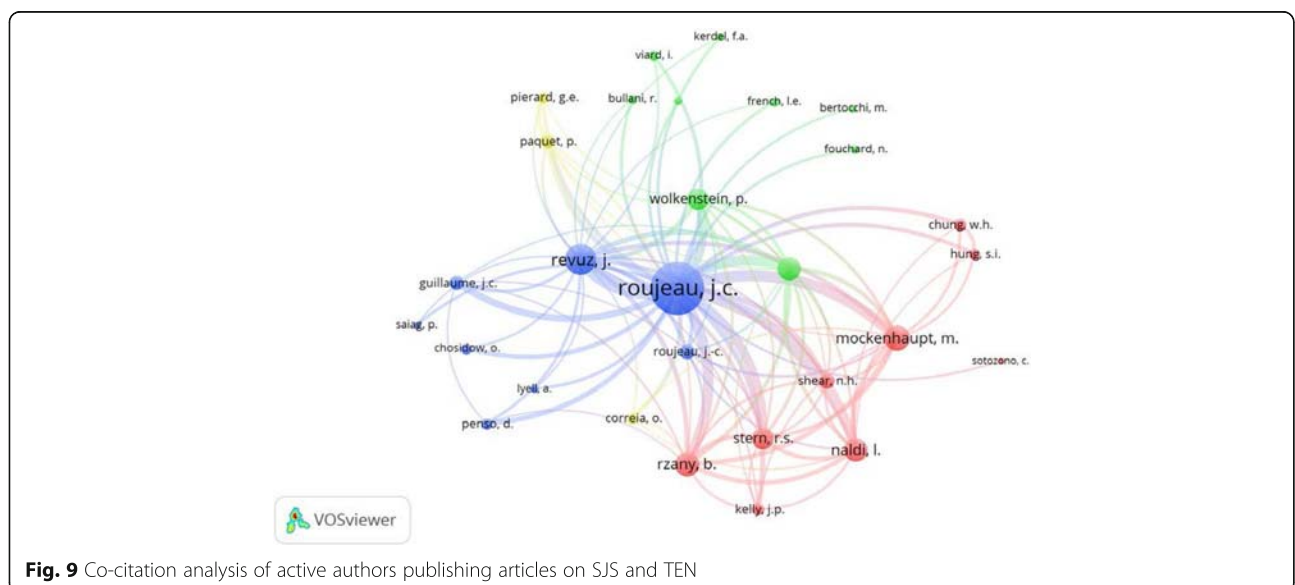 kerdel, f.a.
viard, i.
pierard, g.e.
bullani, r.
french, l.e.
bertocchi, m.
paquet, p.
fouchard, n.
wolkenstein, p.
chung, w.h.
hung, s.i.
revuz, j.
guillaume, j.c.
roujeau, j.c.
saiag, p.
mockenhaupt, m.
chosidow, o.
roujeau, j.-c.
sotozono, c.
shear, n.h.
lyell, a.
correia, o.
penso, d.
stern, r.s.
naldi, l.
rzany, b.
kelly, j.p.
VOSviewer
Fig. 9 Co-citation analysis of active authors publishing articles on SJS and TEN